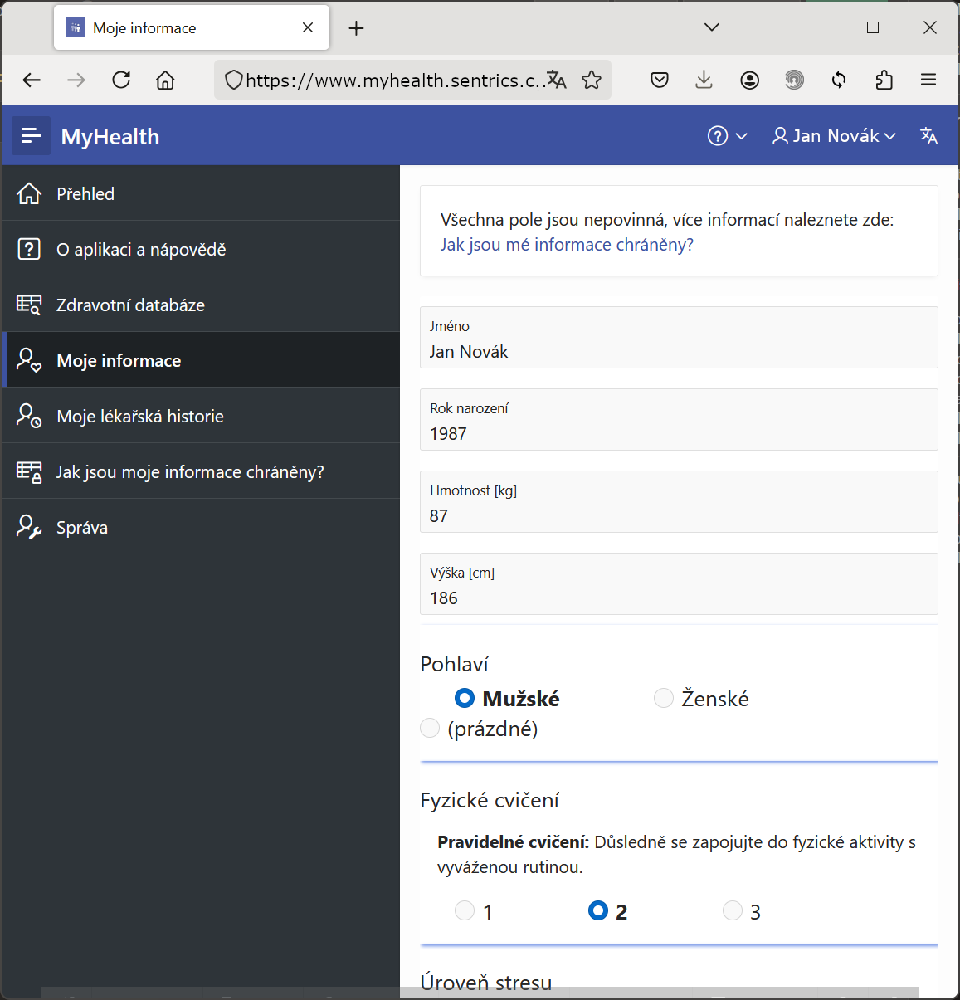 Moje informace
https://www.myhealth.sentrics.c..
MyHealth
Jan Novák
Přehled
O aplikaci a nápovědě
Zdravotní databáze
Moje informace
Moje lékařská historie
Jak jsou moje informace chráněny?
Správa
Všechna pole jsou nepovinná, více informací naleznete zde:
Jak jsou mé informace chráněny?
Jméno
Jan Novák
Rok narození
1987
Hmotnost [kg]
87
Výška [cm]
186
Pohlaví
Mužské Ženské
(prázdné)
Fyzické cvičení
Pravidelné cvičení: Důsledně se zapojujte do fyzické aktivity s
vyváženou rutinou.
1 2 3
Úroveň stresu